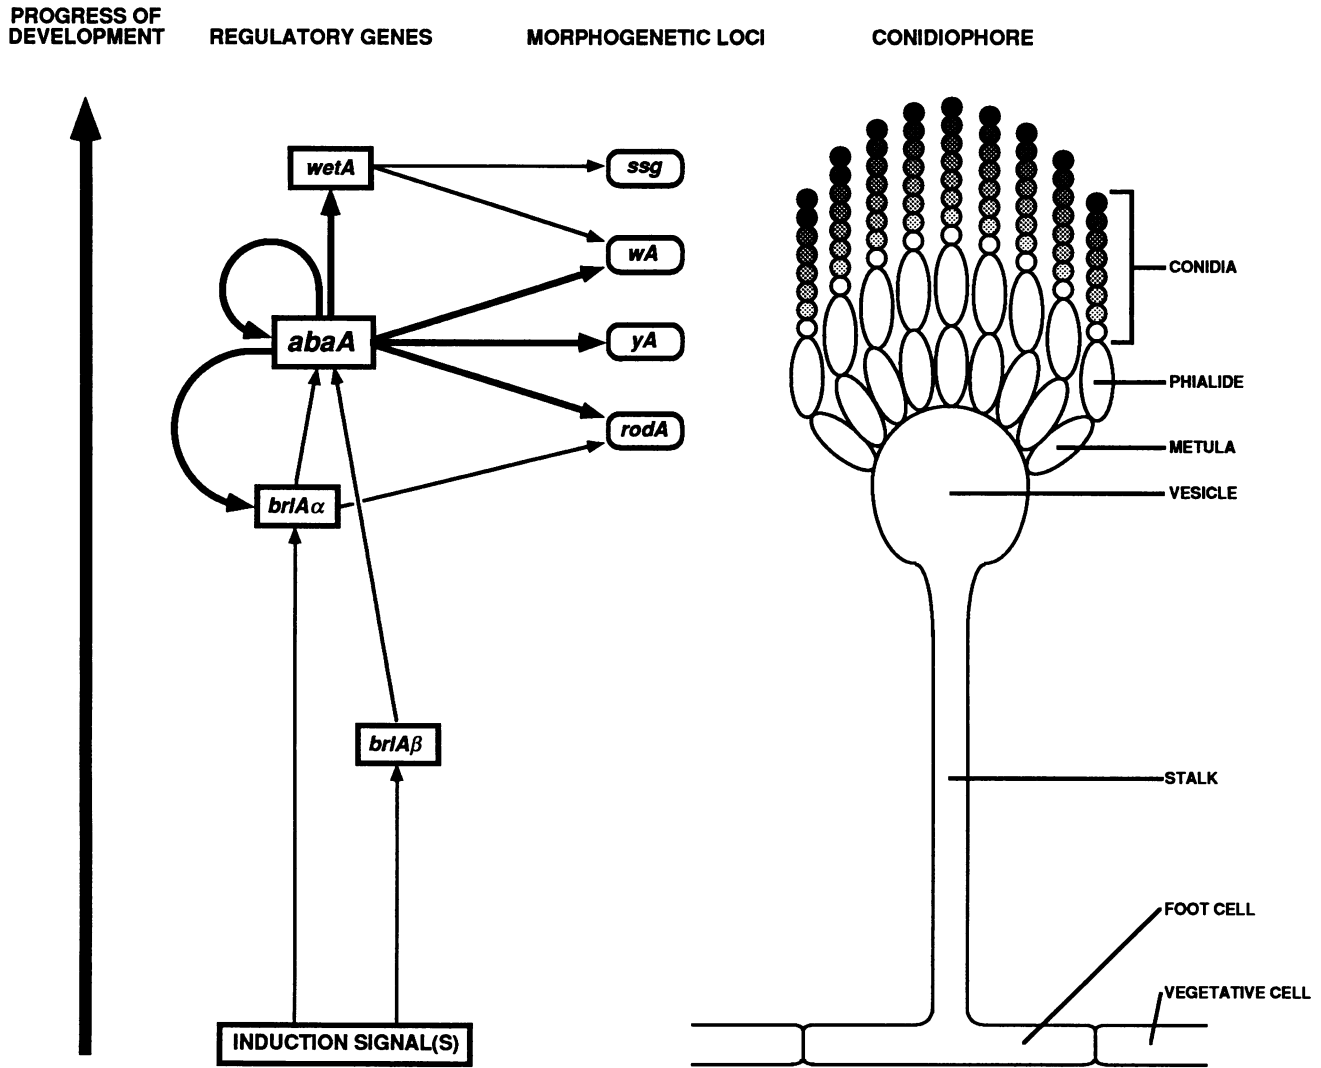 PROGRESS OF
DEVELOPMENT
REGULATORY GENES
MORPHOGENETIC LOCI
CONIDIOPHORE
wetA
ssg
wA
CONIDIA
abaA
yA
PHIALIDE
rodA
METULA
VESICLE
brlAα
brlAβ
STALK
FOOT CELL
VEGETATIVE CELL
INDUCTION SIGNAL(S)